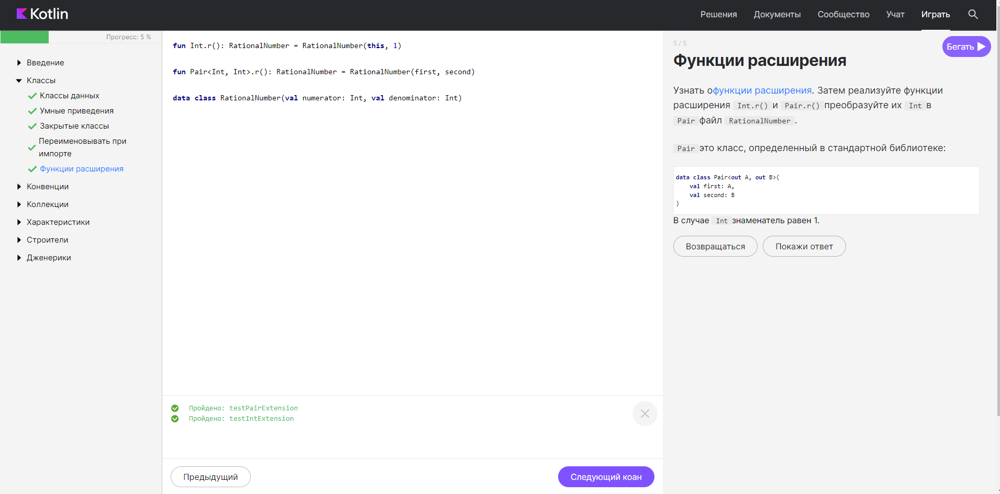 Kotlin
Решения
Документы
Сообщество
Учат
Играть
Прогресс: 5 %
Введение
Классы
Классы данных
Умные приведения
Закрытые классы
Переименовывать при
импорте
Функции расширения
Конвенции
Коллекции
Характеристики
Строители
Дженерики
fun Int.r(): RationalNumber = RationalNumber(this, 1)
fun Pair<Int, Int>.r(): RationalNumber = RationalNumber(first, second)
data class RationalNumber(val numerator: Int, val denominator: Int)
Пройдено: testPairExtension
Пройдено: testIntExtension
Предыдущий
Следующий коан
5 / 5
Бегать
Функции расширения
Узнать офункции расширения. Затем реализуйте функции
расширения Int.r() и Pair.r() преобразуйте их Int в
Pair файл RationalNumber .
Pair это класс, определенный в стандартной библиотеке:
data class Pair<out A, out B>(
val first: A,
val second: B
)
В случае Int знаменатель равен 1.
Возвращаться
Покажи ответ